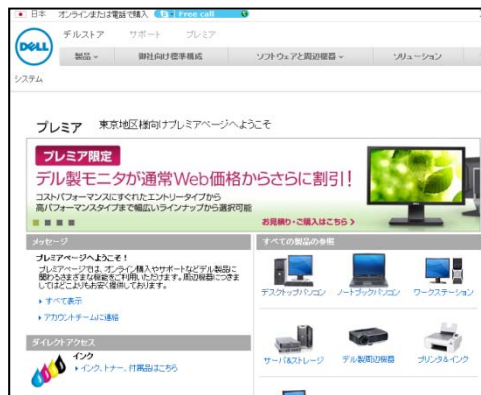 日本 オンラインまたは電話で購入 Free call
DELL
デルストア サポート プレミア
製品 御社向け標準構成 ソフトウェアと周辺機器 ソリューション
システム
プレミア 東京地区様向けプレミアページへようこそ
プレミア限定
デル製モニタが通常Web価格からさらに割引!
コストパフォーマンスにすぐれたエントリータイプから
高パフォーマンスタイプまで幅広いラインナップから選択可能
お見積り・ご購入はこちら
メッセージ
プレミアページへようこそ!
プレミアページでは、オンライン購入やサポートなどデル製品に
関わるさまざまな機能をご利用いただけます。周辺機器につきま
してはどこよりもお安く提供しております。
すべて表示
アカウントチームに連絡
ダイレクトアクセス
インク
インク、トナー、付属品はこちら
すべての製品の参照
デスクトップパソコン ノートブックパソコン ワークステーション
サーバ&ストレージ デル製周辺機器 プリンタ&インク